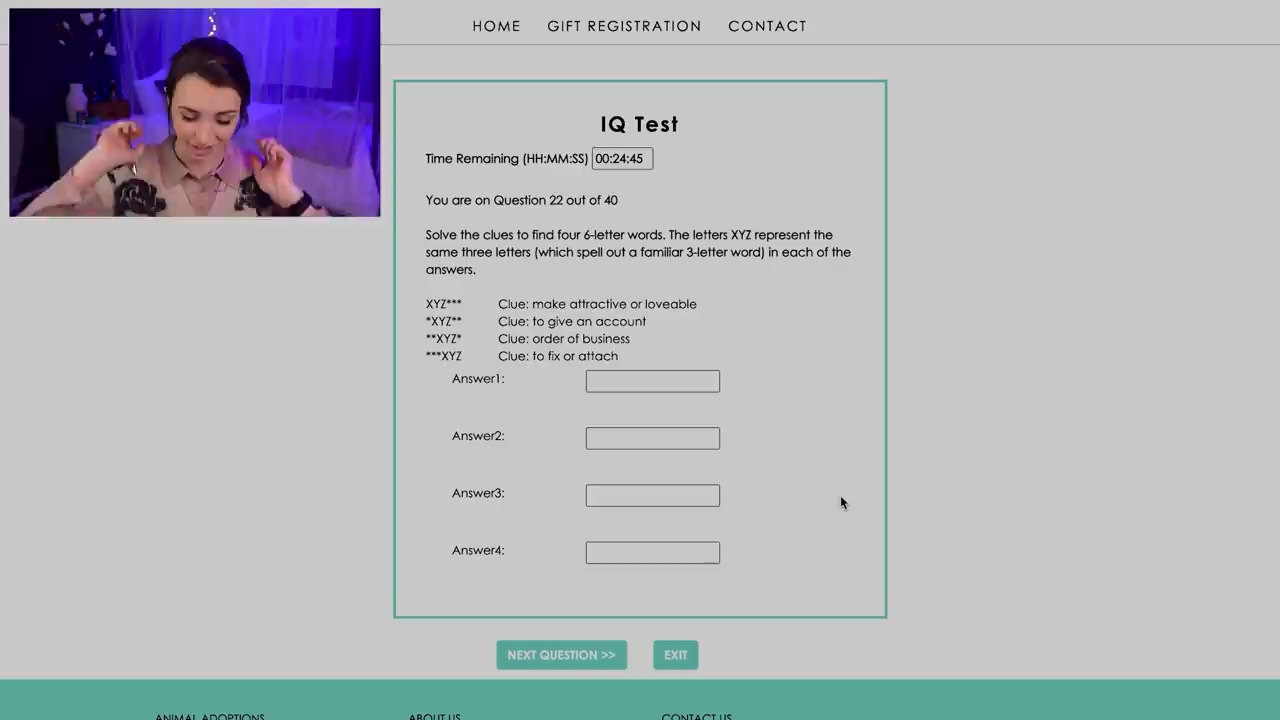 HOME GIFT REGISTRATION CONTACT
IQ Test
Time Remaining (HH:MM:SS) 00:24:45
You are on Question 22 out of 40
Solve the clues to find four 6-letter words. The letters XYZ represent the
same three letters (which spell out a familiar 3-letter word) in each of the
answers.
XYZ*** Clue: make attractive or loveable
*XYZ** Clue: to give an account
**XYZ* Clue: order of business
***XYZ Clue: to fix or attach
Answer1:
Answer2:
Answer3:
Answer4:
NEXT QUESTION >> EXIT
ANIMAL ADOPTIONS ABOUT US CONTACT US